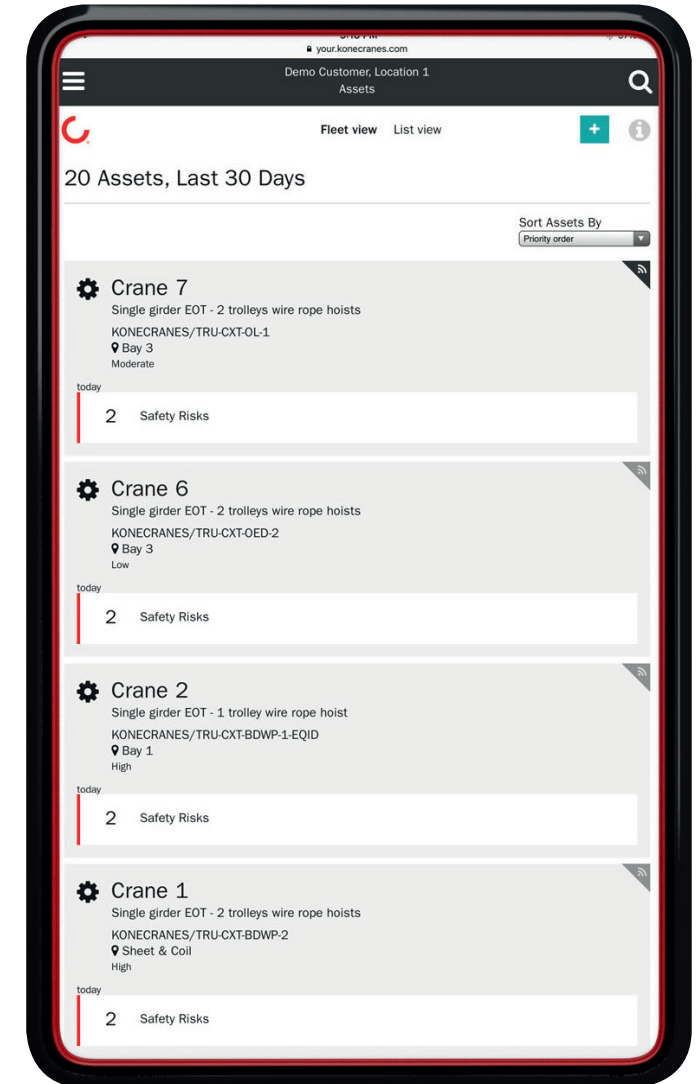 your.konecranes.com
Demo Customer, Location 1
Assets
Fleet view List view
+
20 Assets, Last 30 Days
Sort Assets By
Priority order
Crane 7
Single girder EOT - 2 trolleys wire rope hoists
KONECRANES/TRU-CXT-OL-1
Bay 3
Moderate
today
2 Safety Risks
Crane 6
Single girder EOT - 2 trolleys wire rope hoists
KONECRANES/TRU-CXT-OED-2
Bay 3
Low
today
2 Safety Risks
Crane 2
Single girder EOT - 1 trolley wire rope hoist
KONECRANES/TRU-CXT-BDWP-1-EQID
Bay 1
High
today
2 Safety Risks
Crane 1
Single girder EOT - 2 trolleys wire rope hoists
KONECRANES/TRU-CXT-BDWP-2
Sheet & Coil
High
today
2 Safety Risks